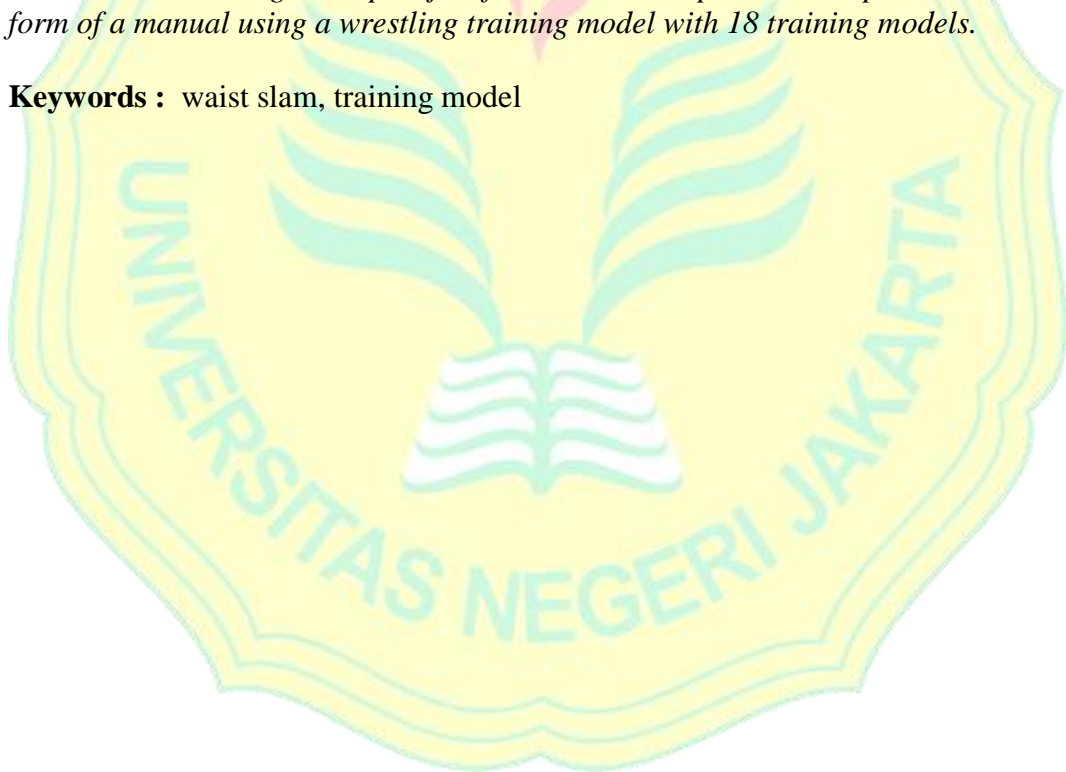 form of a manual using a wrestling training model with 18 training models.
Keywords : waist slam, training model
UNIVERSITAS NEGERI JAKARTA